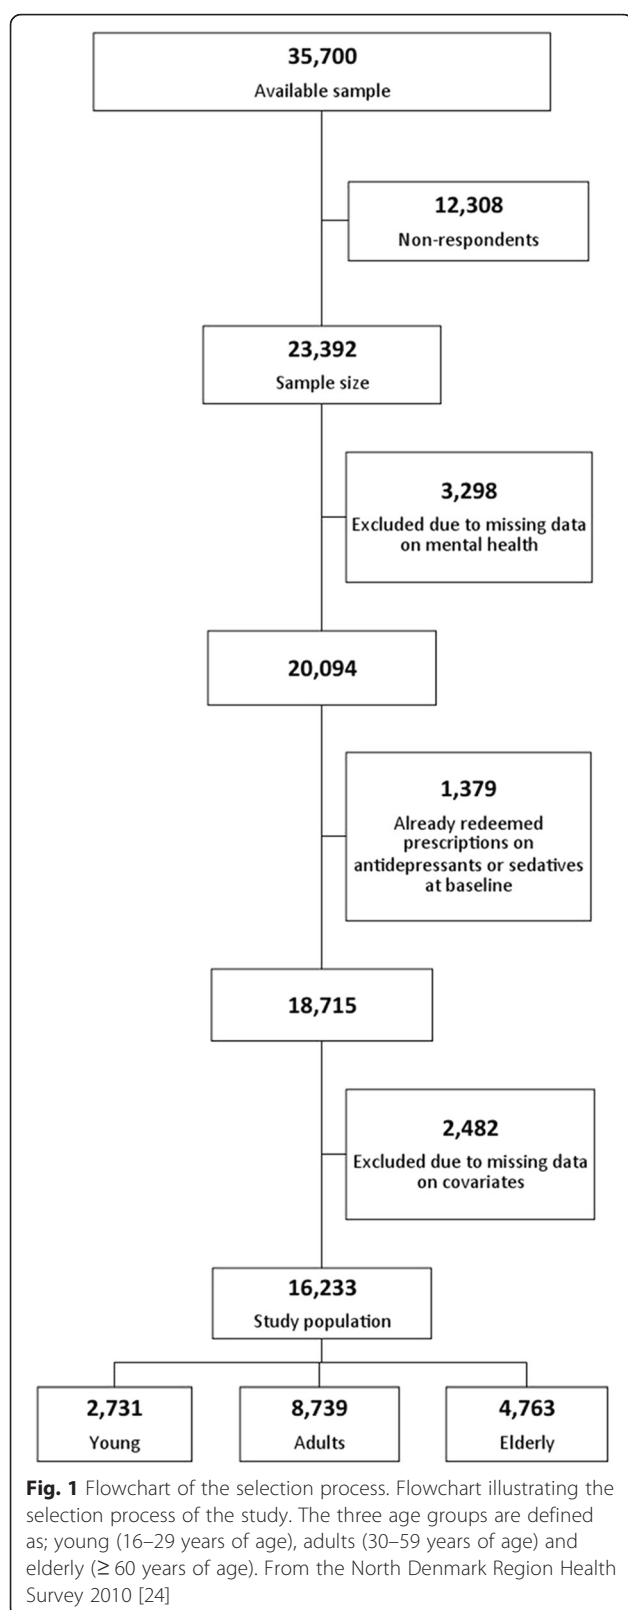 35,700
Available sample
12,308
Non-respondents
23,392
Sample size
3,298
Excluded due to missing data
on mental health
20,094
1,379
Already redeemed
prescriptions on
antidepressants or sedatives
at baseline
18,715
2,482
Excluded due to missing data
on covariates
16,233
Study population
2,731
Young
8,739
Adults
4,763
Elderly
Fig. 1 Flowchart of the selection process. Flowchart illustrating the
selection process of the study. The three age groups are defined
as; young (16–29 years of age), adults (30–59 years of age) and
elderly (≥ 60 years of age). From the North Denmark Region Health
Survey 2010 [24]